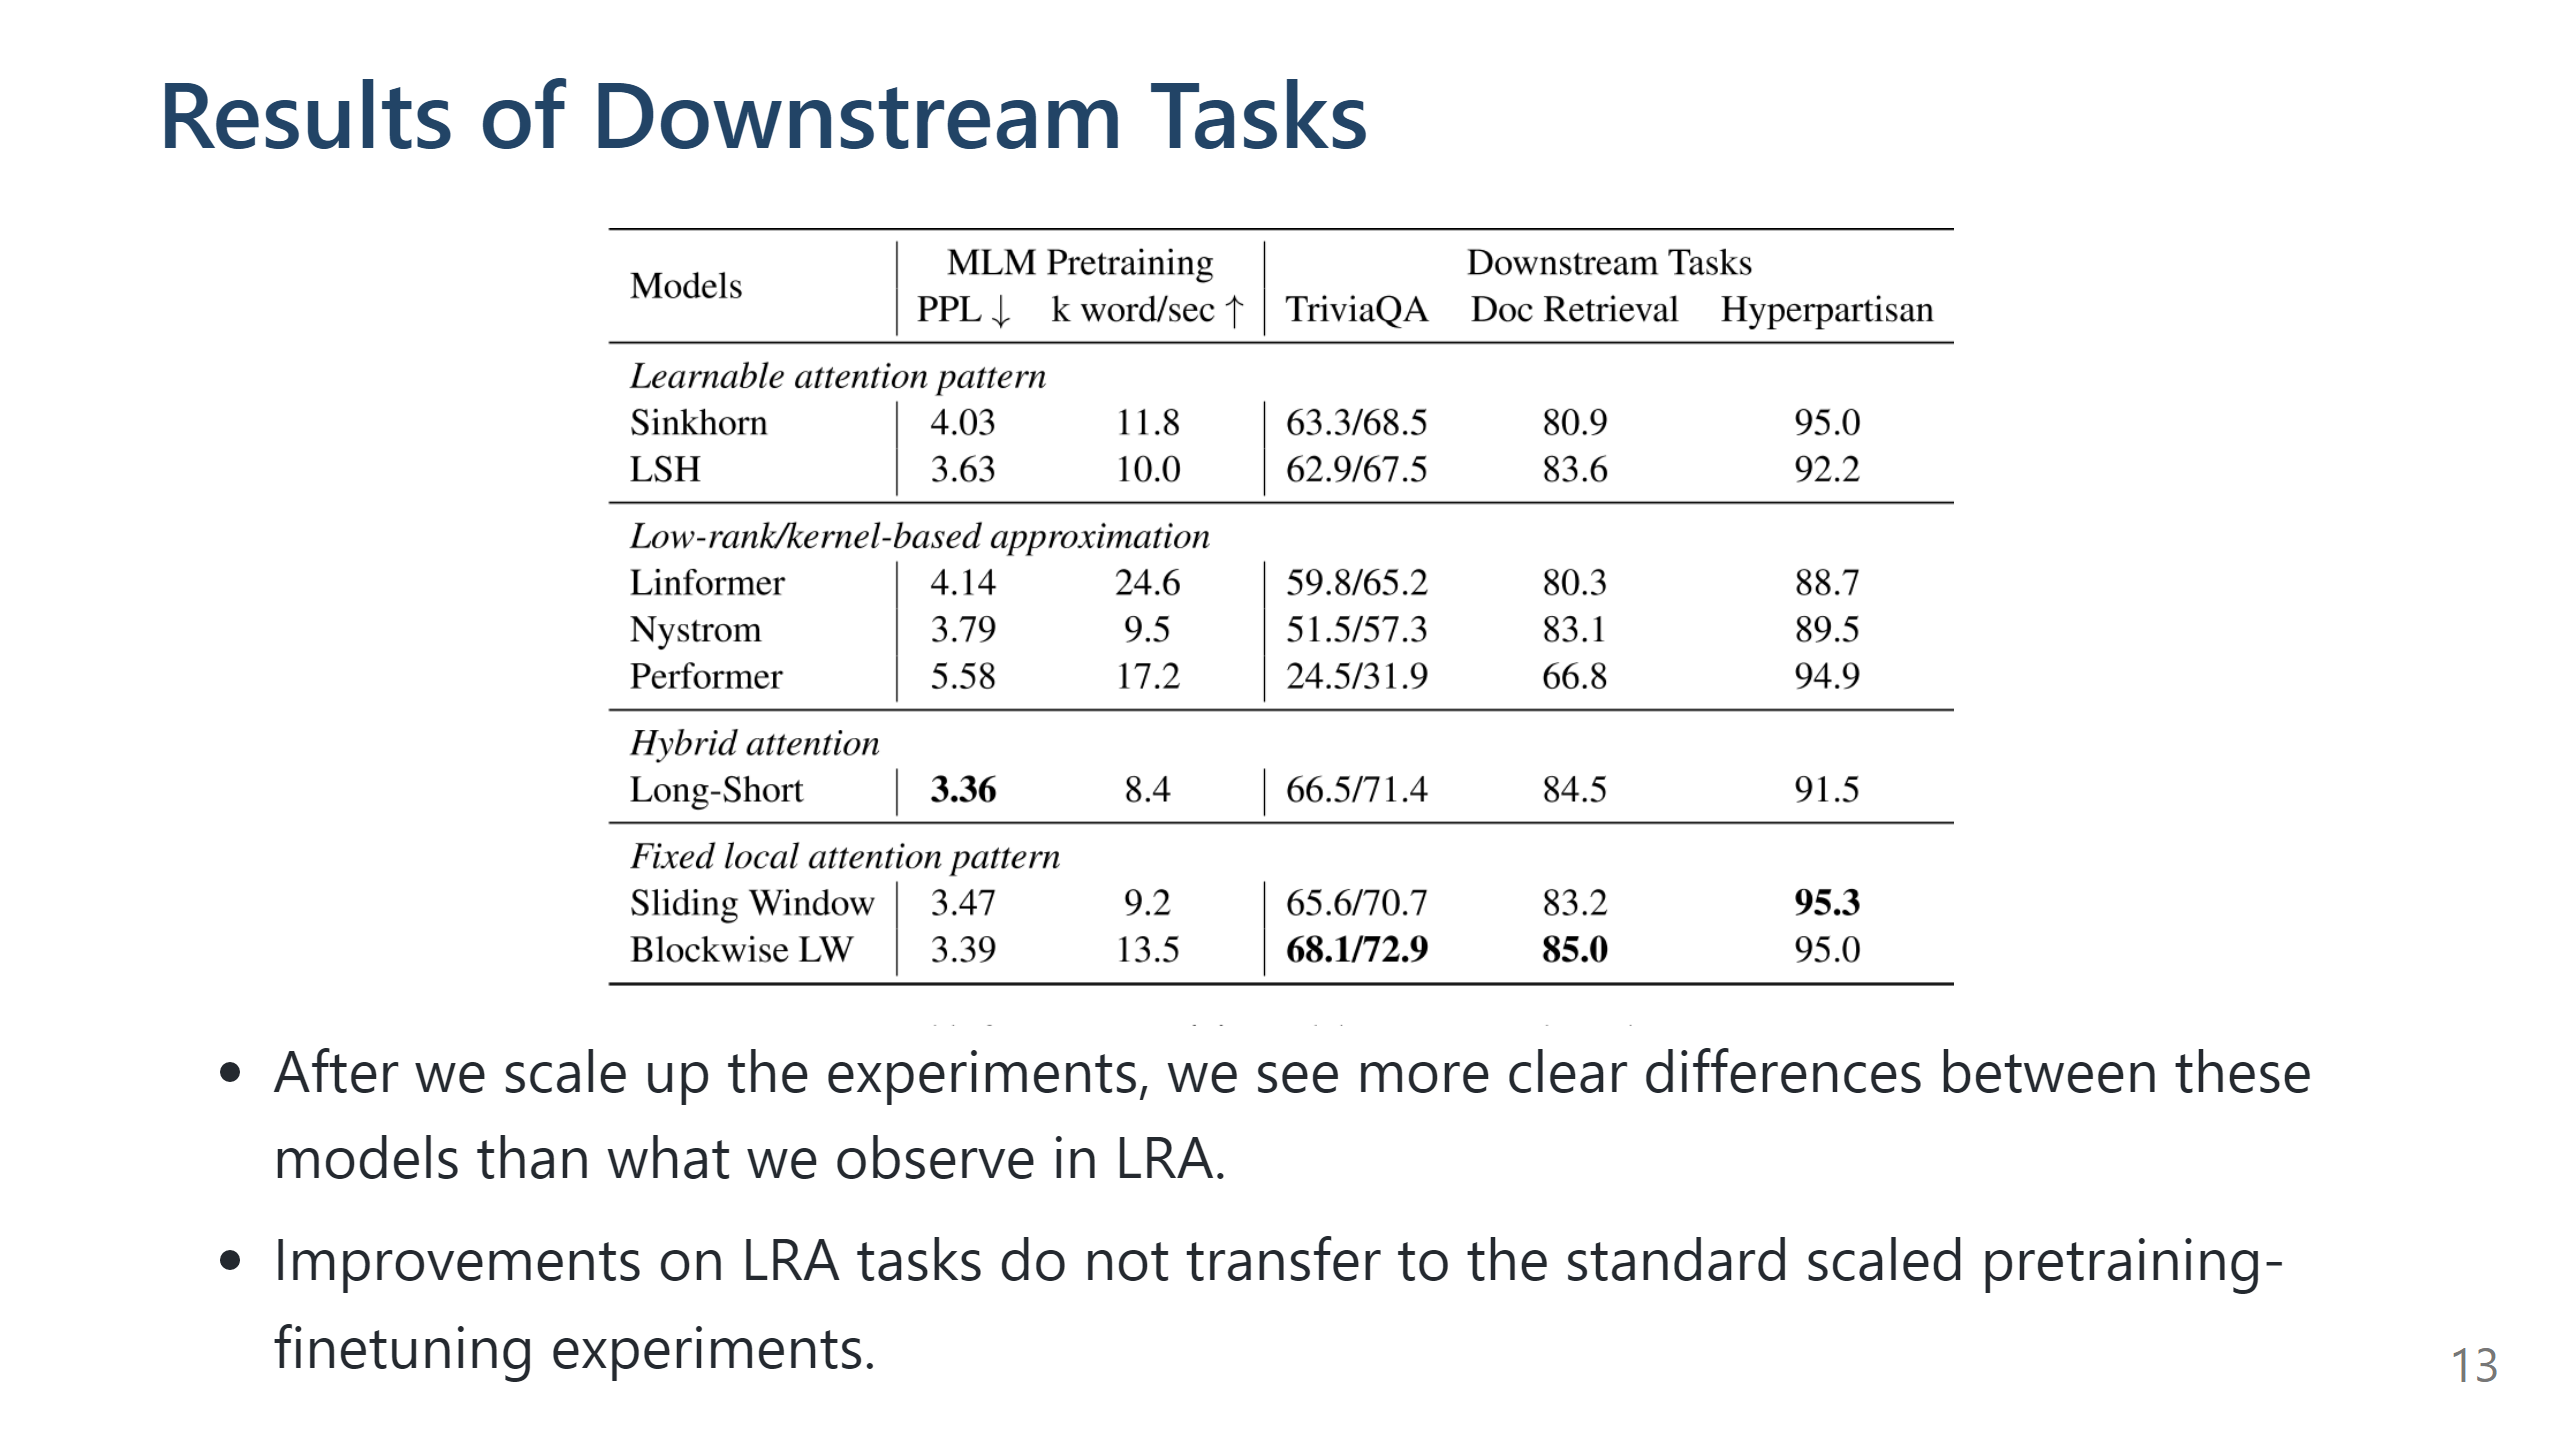 Results of Downstream Tasks
Models MLM Pretraining Downstream Tasks
PPL ↓ k word/sec ↑ TriviaQA Doc Retrieval Hyperpartisan
Learnable attention pattern
Sinkhorn 4.03 11.8 63.3/68.5 80.9 95.0
LSH 3.63 10.0 62.9/67.5 83.6 92.2
Low-rank/kernel-based approximation
Linformer 4.14 24.6 59.8/65.2 80.3 88.7
Nystrom 3.79 9.5 51.5/57.3 83.1 89.5
Performer 5.58 17.2 24.5/31.9 66.8 94.9
Hybrid attention
Long-Short 3.36 8.4 66.5/71.4 84.5 91.5
Fixed local attention pattern
Sliding Window 3.47 9.2 65.6/70.7 83.2 95.3
Blockwise LW 3.39 13.5 68.1/72.9 85.0 95.0
• After we scale up the experiments, we see more clear differences between these
models than what we observe in LRA.
• Improvements on LRA tasks do not transfer to the standard scaled pretraining-
finetuning experiments.
13